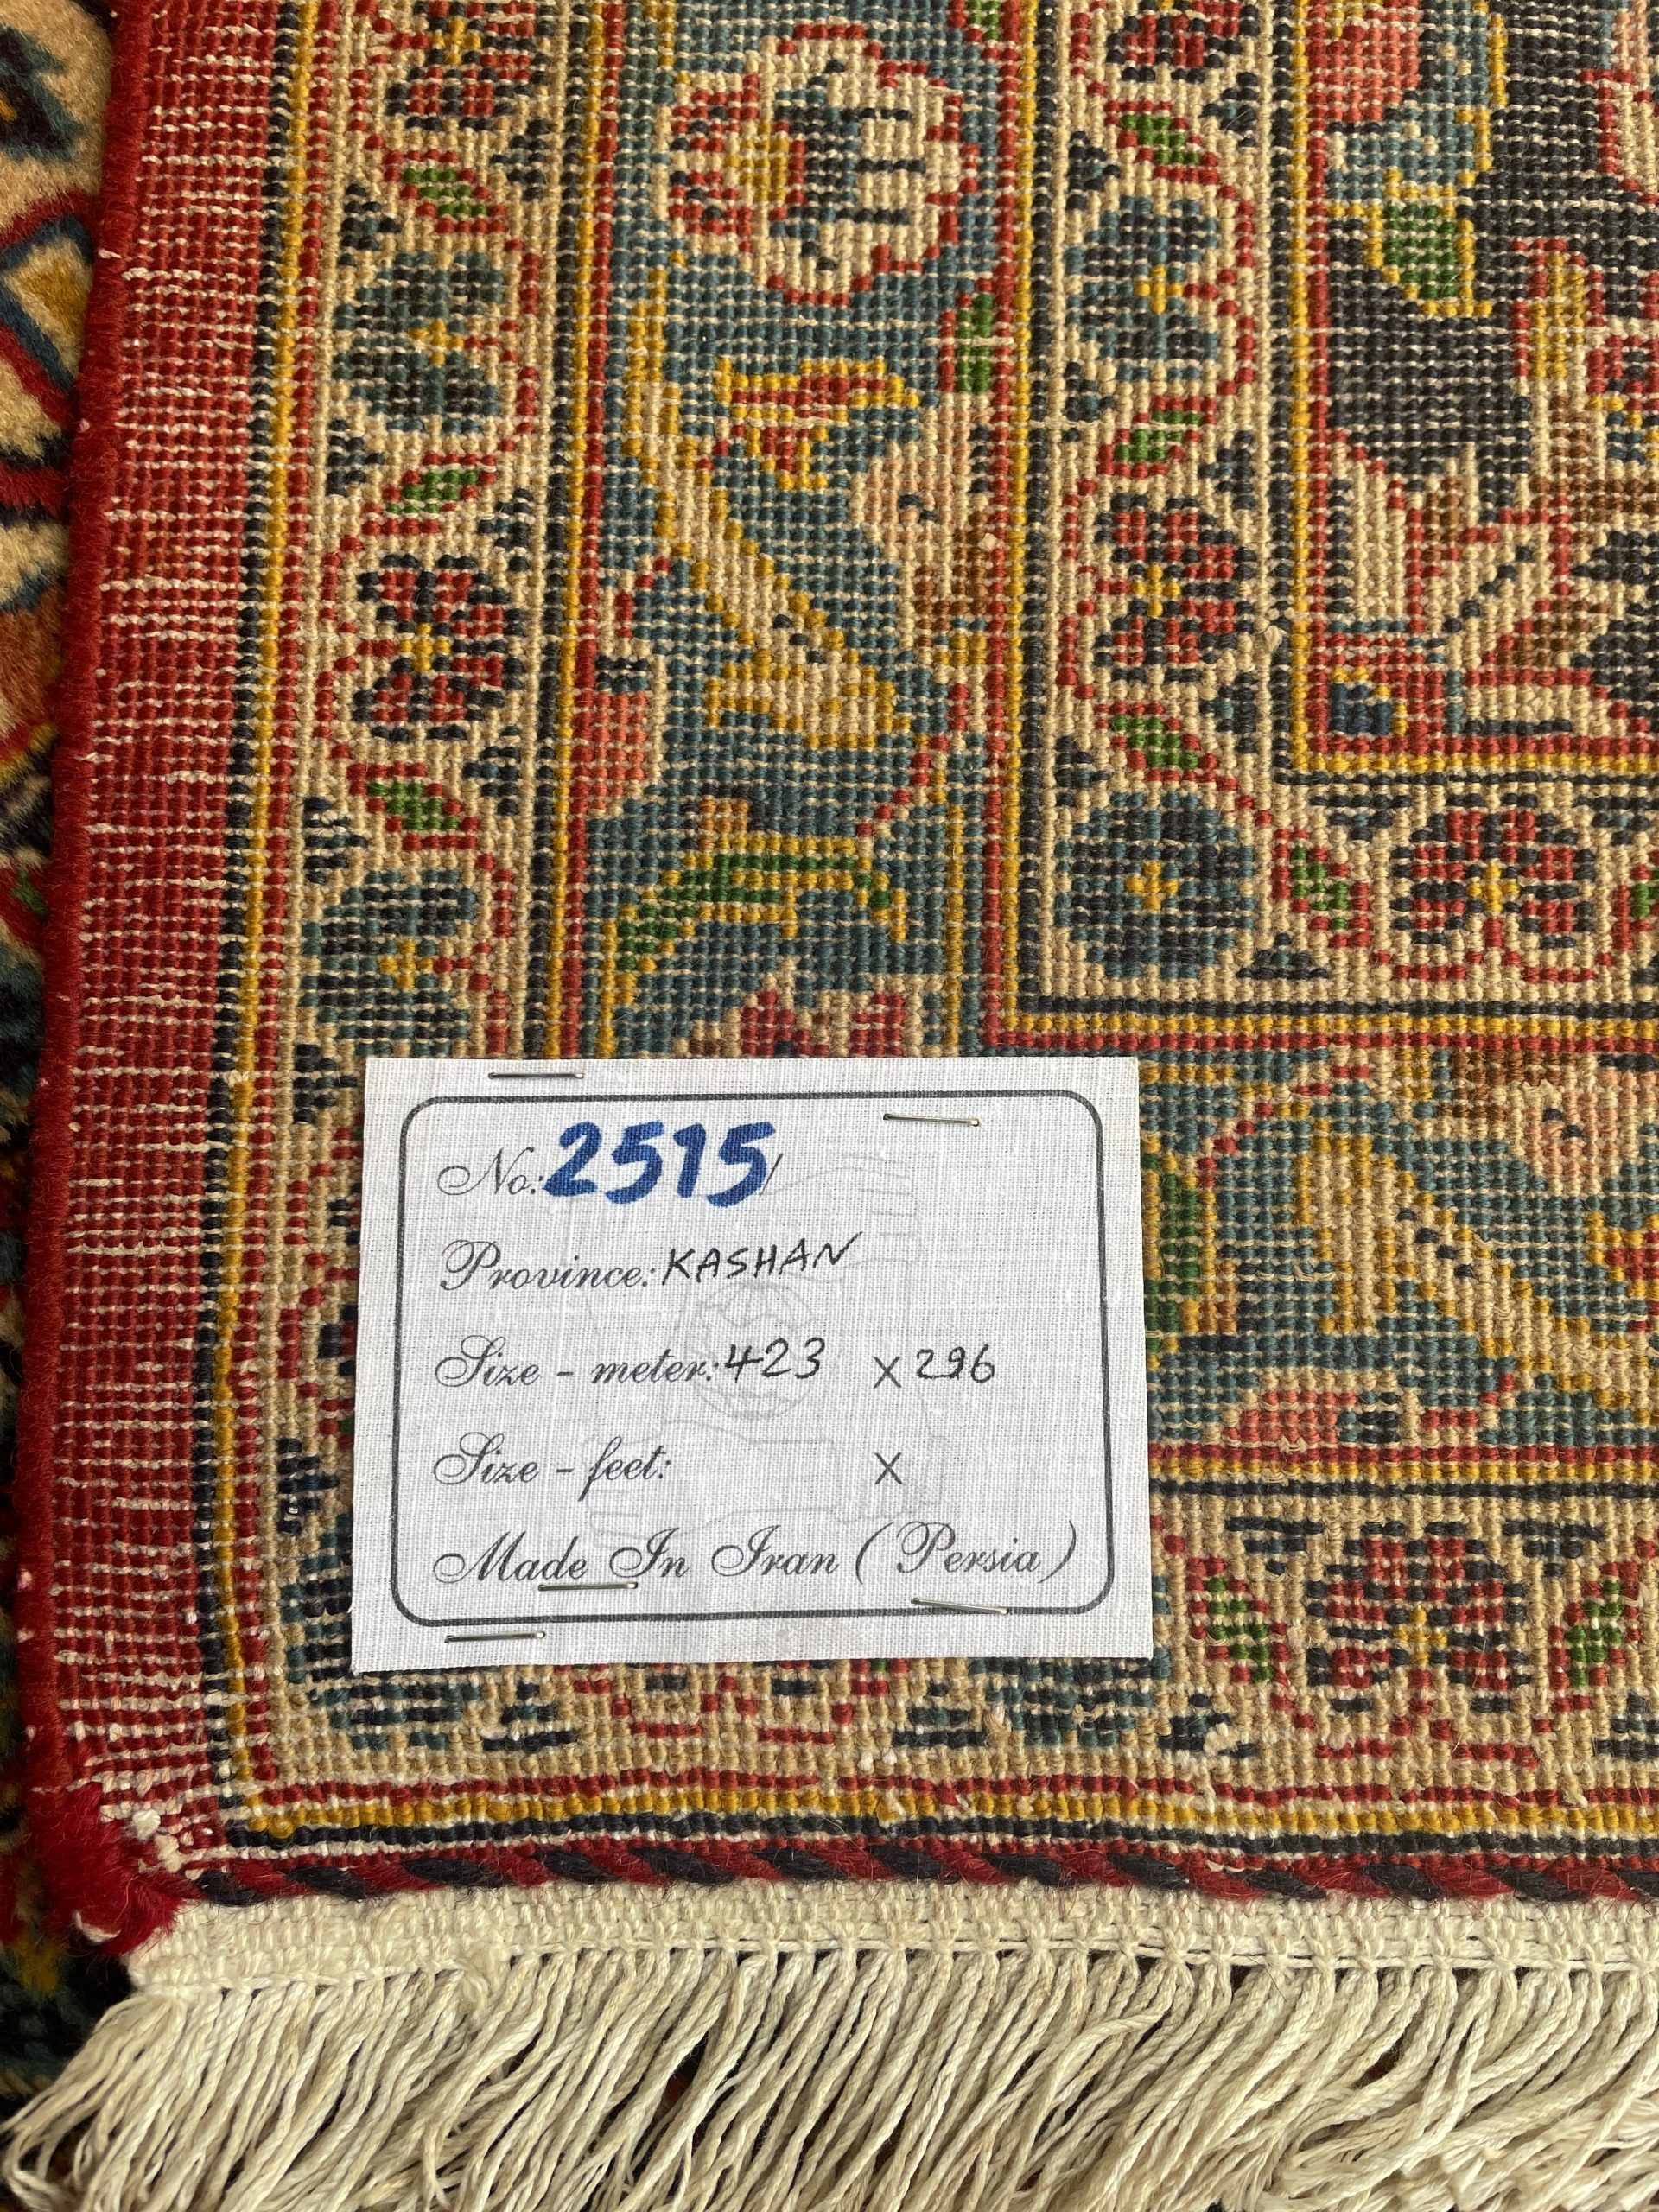 No: 2515/
Province: KASHAN
Size - meter: 423 X 296
Size - feet: X
Made In Iran (Persia)